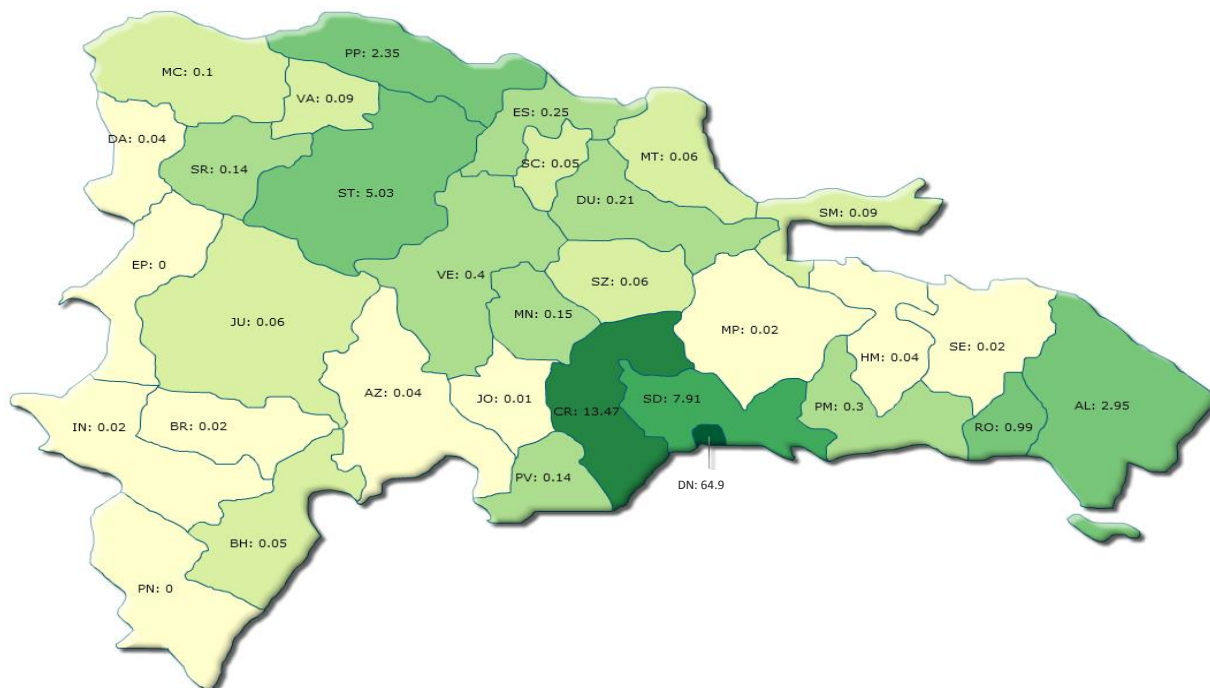 PP: 2.35
MC: 0.1
VA: 0.09
ES: 0.25
DA: 0.04
MT: 0.06
SC: 0.05
SR: 0.14
ST: 5.03
DU: 0.21
SM: 0.09
EP: 0
VE: 0.4
SZ: 0.06
MN: 0.15
JU: 0.06
MP: 0.02
SE: 0.02
HM: 0.04
AZ: 0.04
JO: 0.01
SD: 7.91
PM: 0.3
AL: 2.95
CR: 13.47
IN: 0.02
BR: 0.02
RO: 0.99
PV: 0.14
DN: 64.9
BH: 0.05
PN: 0